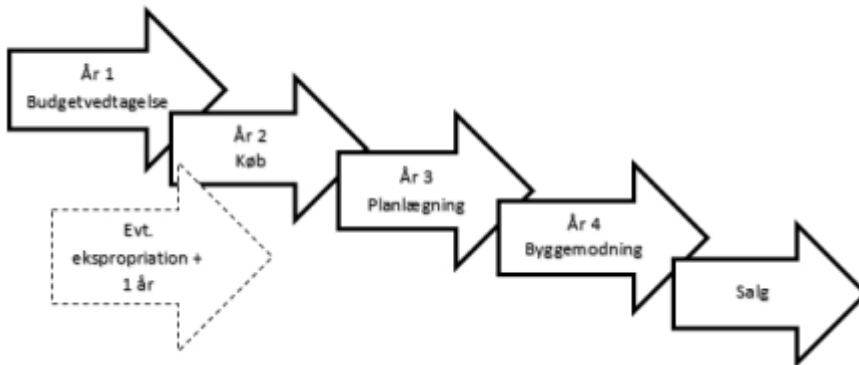 År 1
Budgetvedtagelse
År 2
Køb
År 3
Planlægning
År 4
Byggemodning
Salg
Evt.
ekspropriation +
1 år